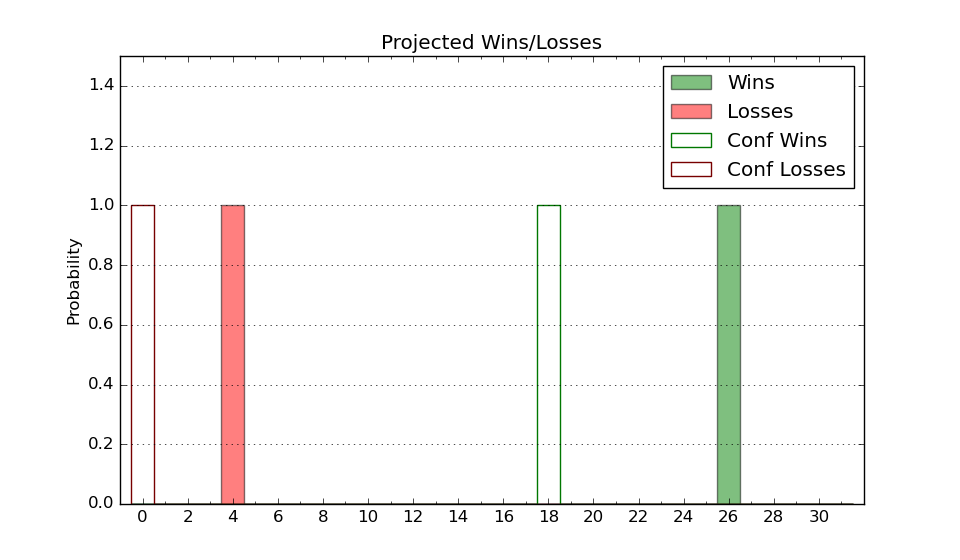 Projected Wins/Losses
Wins
Losses
Conf Wins
Conf Losses
Probability
1.4
1.2
1.0
0.8
0.6
0.4
0.2
0.0
0 2 4 6 8 10 12 14 16 18 20 22 24 26 28 30